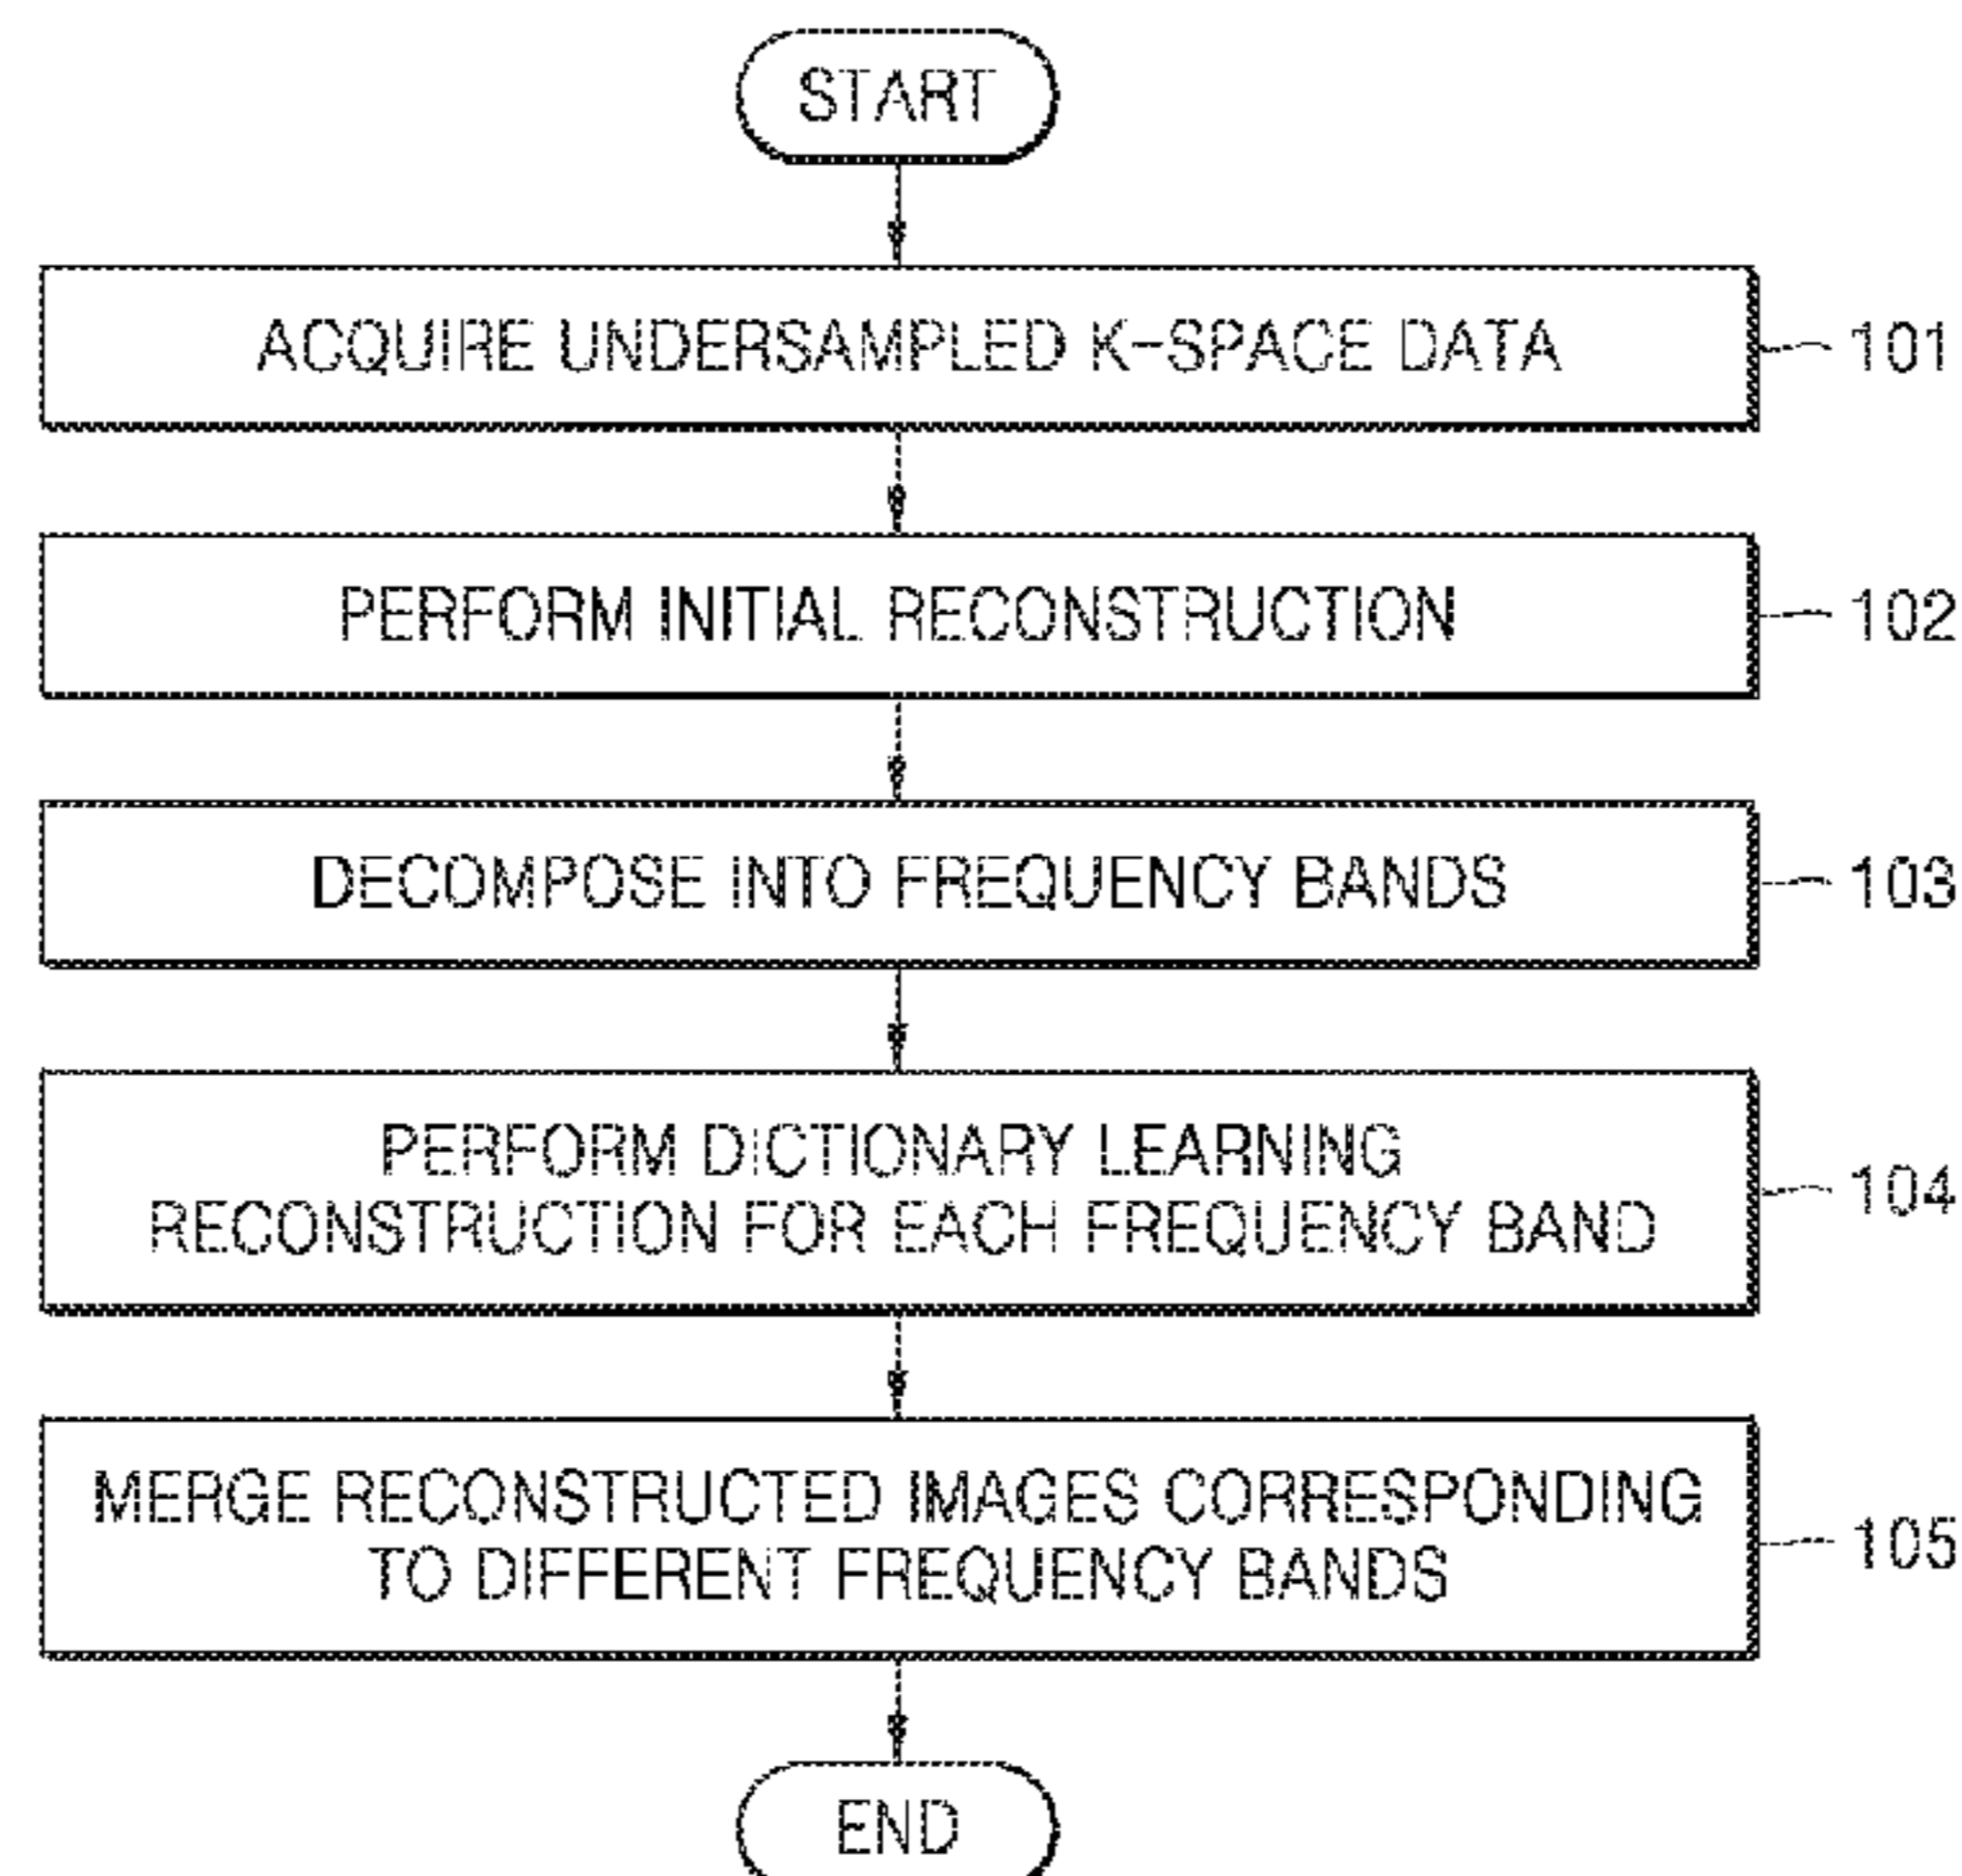 START
ACQUIRE UNDERSAMPLED K-SPACE DATA
101
PERFORM INITIAL RECONSTRUCTION
102
DECOMPOSE INTO FREQUENCY BANDS
103
PERFORM DICTIONARY LEARNING
RECONSTRUCTION FOR EACH FREQUENCY BAND
104
MERGE RECONSTRUCTED IMAGES CORRESPONDING
TO DIFFERENT FREQUENCY BANDS
105
END